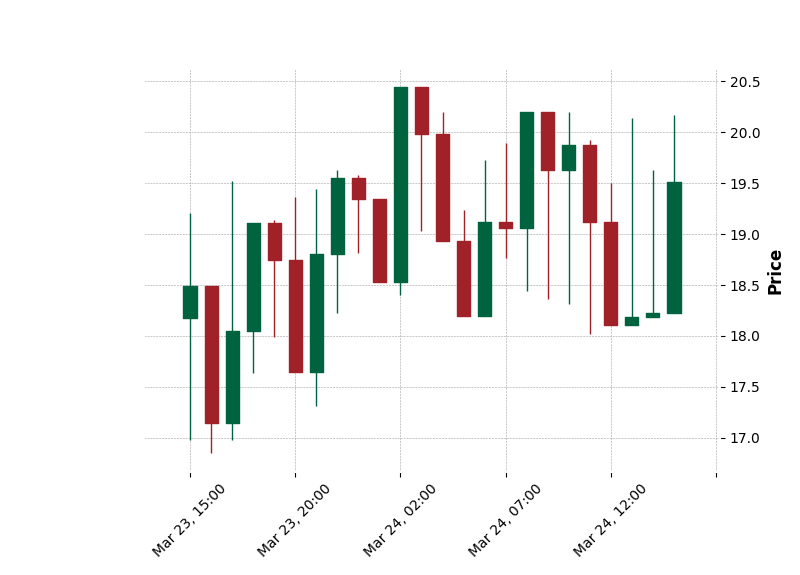 20.5
20.0
19.5
19.0
18.5
18.0
17.5
17.0
Price
Mar 23, 15:00
Mar 23, 20:00
Mar 24, 02:00
Mar 24, 07:00
Mar 24, 12:00